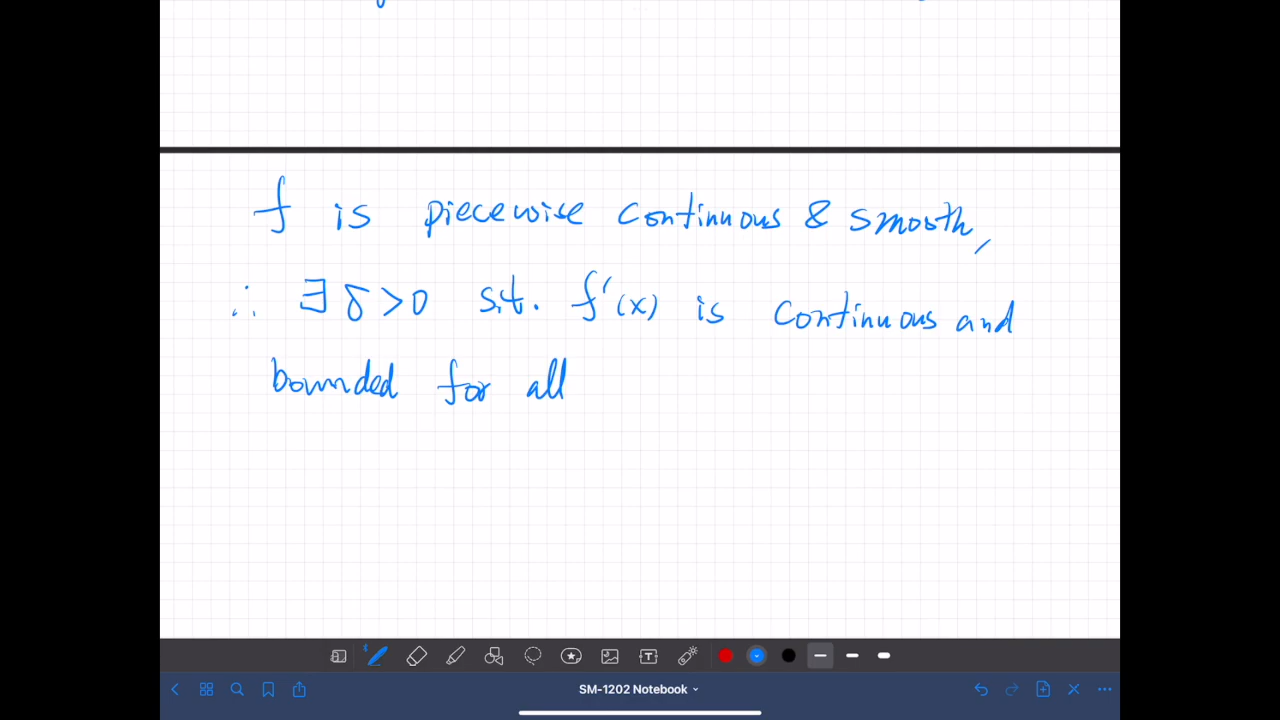 f is piecewise continuous & smooth,
∴ ∃ δ>0 s.t. f'(x) is continuous and
bounded for all
SM-1202 Notebook